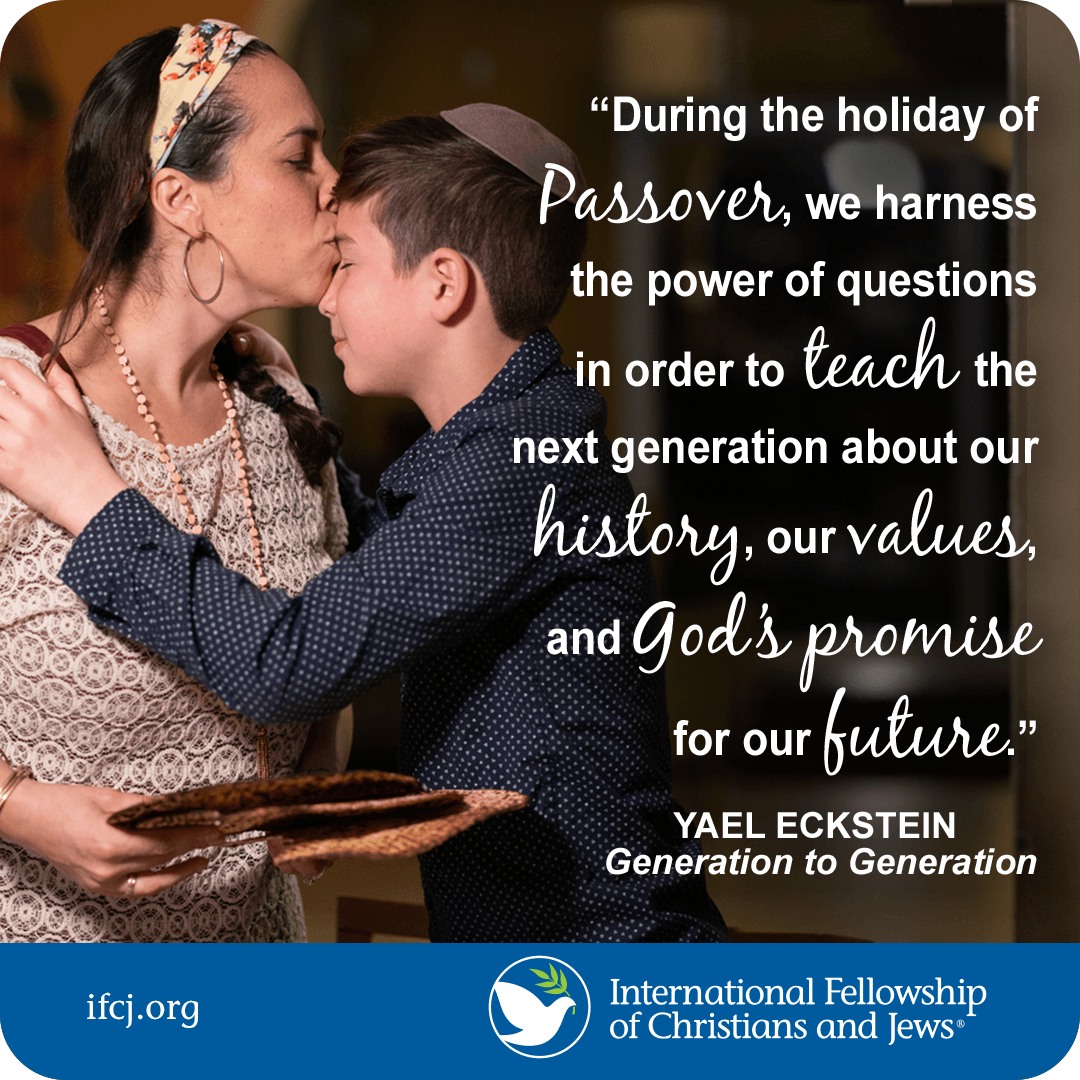 “During the holiday of
Passover, we harness
the power of questions
in order to teach the
next generation about our
history, our values,
and God’s promise
for our future.”
YAEL ECKSTEIN
Generation to Generation
ifcj.org
International Fellowship
of Christians and Jews®